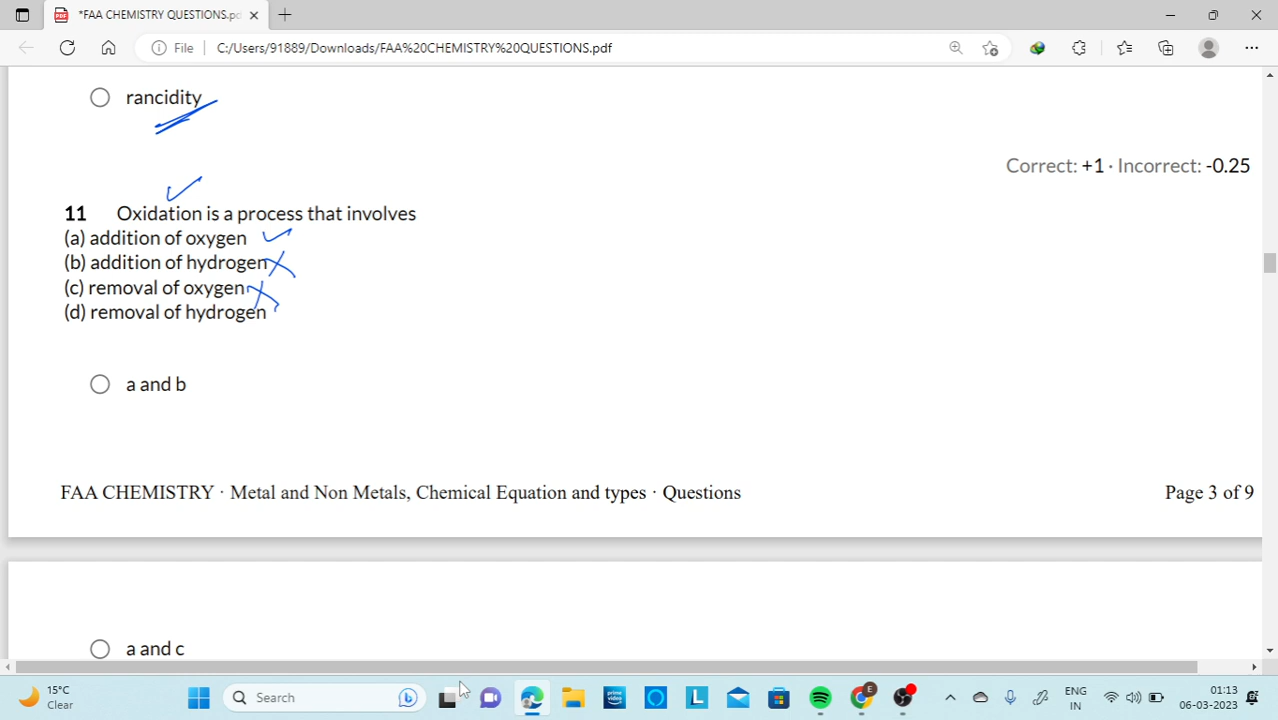 *FAA CHEMISTRY QUESTIONS.pd
File
C:/Users/91889/Downloads/FAA%20CHEMISTRY%20QUESTIONS.pdf
rancidity
Correct: +1 · Incorrect: -0.25
11 Oxidation is a process that involves
(a) addition of oxygen
(b) addition of hydrogen
(c) removal of oxygen
(d) removal of hydrogen
a and b
FAA CHEMISTRY · Metal and Non Metals, Chemical Equation and types · Questions
Page 3 of 9
a and c
15°C
Clear
Search
prime video
L
E
ENG
IN
01:13
06-03-2023